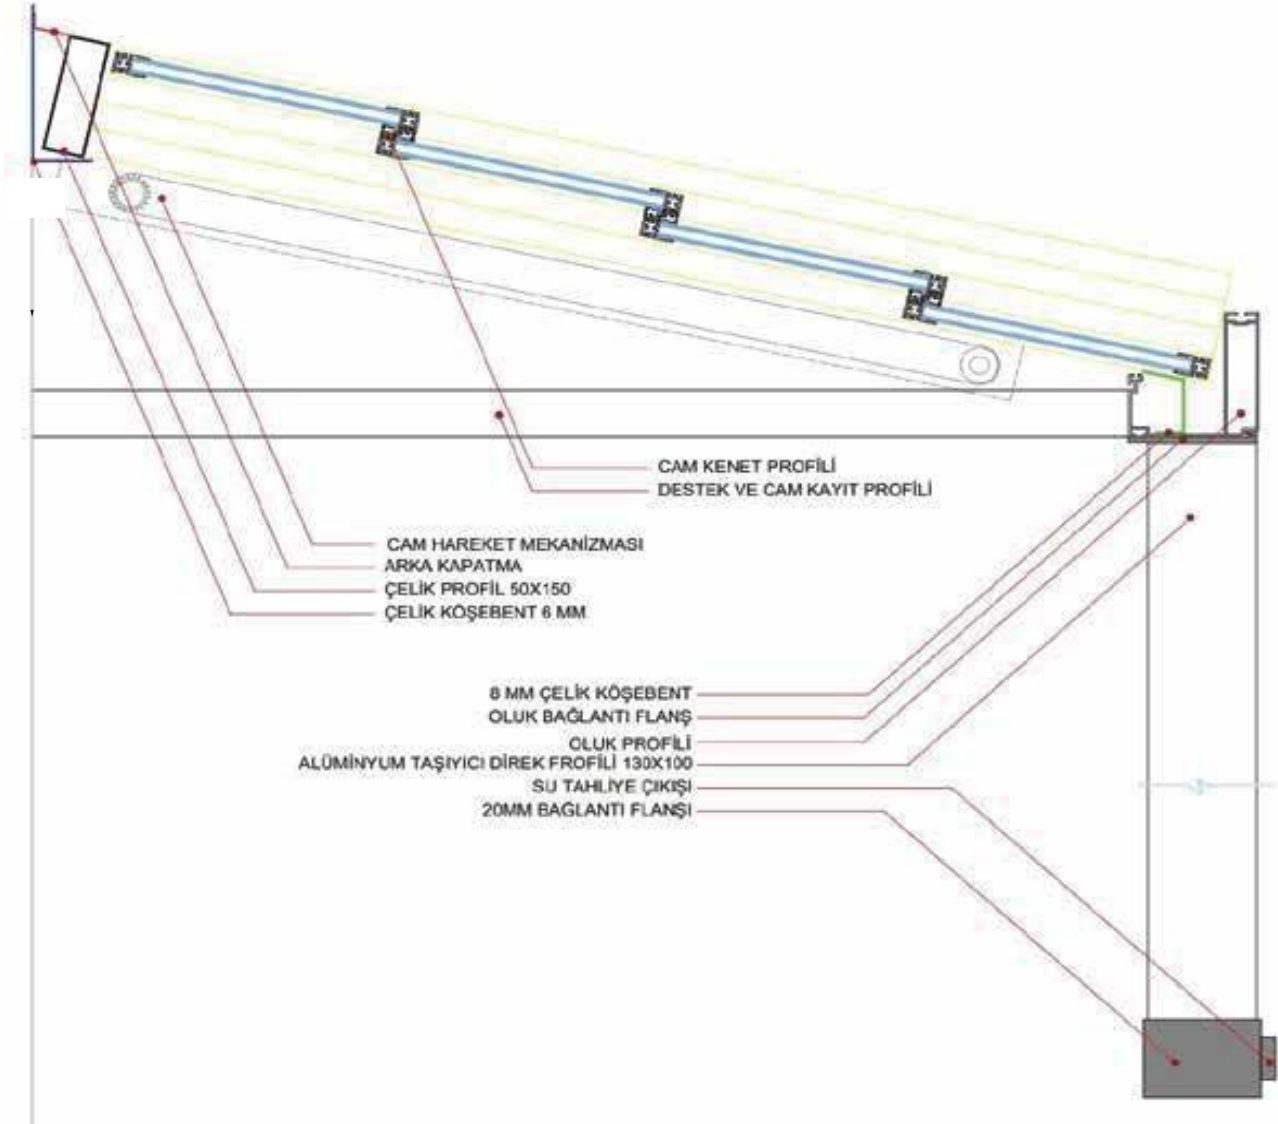 CAM KENET PROFİLİ
DESTEK VE CAM KAYIT PROFİLİ
CAM HAREKET MEKANİZMASI
ARKA KAPATMA
ÇELİK PROFİL 50X150
ÇELİK KÖŞEBENT 6 MM
8 MM ÇELİK KÖŞEBENT
OLUK BAĞLANTI FLANŞ
OLUK PROFİLİ
ALÜMİNYUM TAŞIYICI DİREK FROFİLİ 130X100
SU TAHLİYE ÇIKIŞI
20MM BAĞLANTI FLANŞI